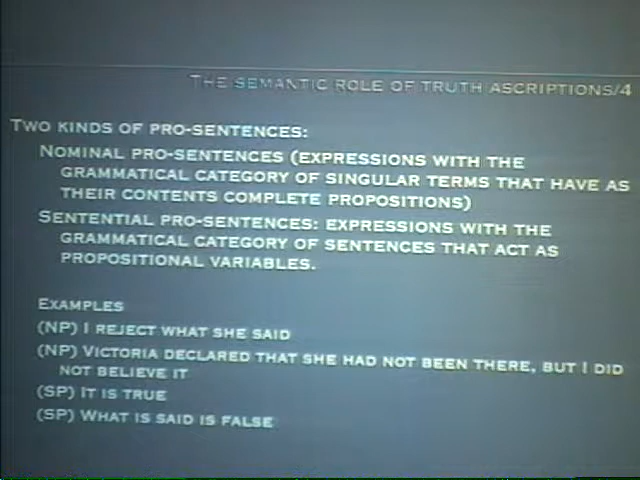 The semantic role of truth ascriptions/4
Two kinds of pro-sentences:
Nominal pro-sentences (expressions with the
grammatical category of singular terms that have as
their contents complete propositions)
Sentential pro-sentences: expressions with the
grammatical category of sentences that act as
propositional variables.
Examples
(NP) I reject what she said
(NP) Victoria declared that she had not been there, but I did
not believe it
(SP) It is true
(SP) What is said is false